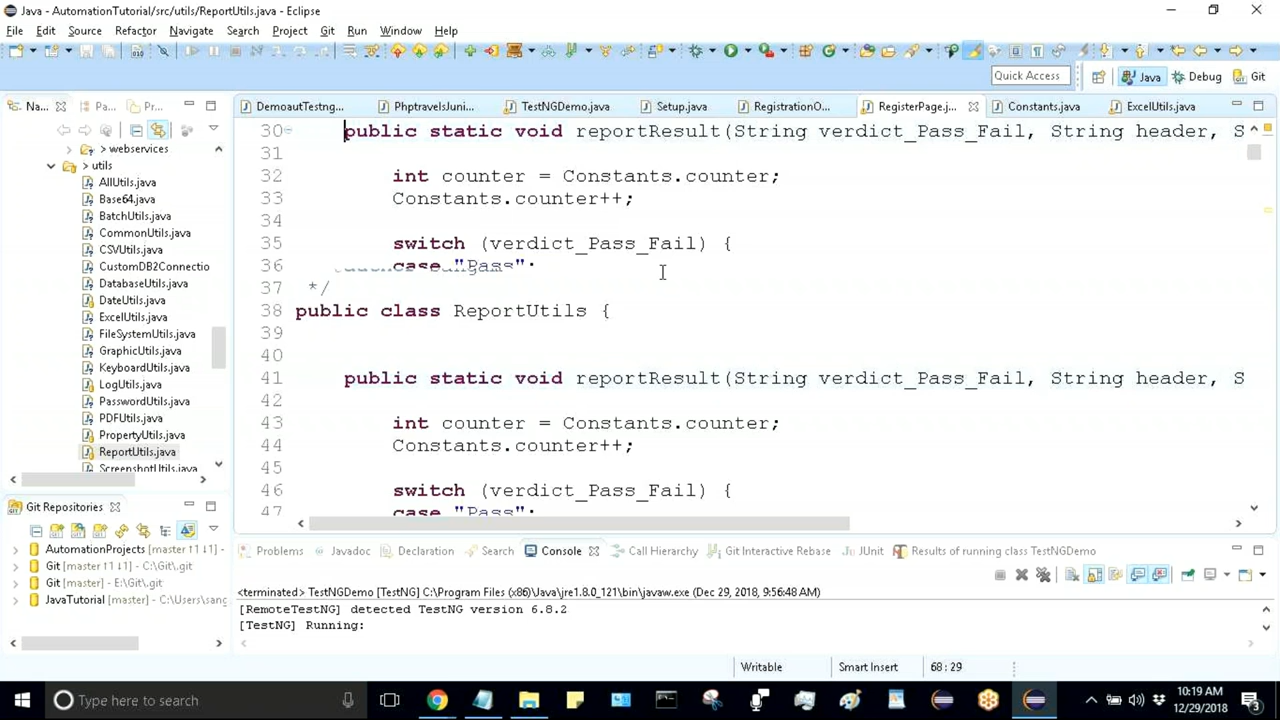 Java - AutomationTutorial/src/utils/ReportUtils.java - Eclipse
File Edit Source Refactor Navigate Search Project Git Run Window Help
Quick Access Java Debug Git
Na... Pa... Pr...
DemoautTestng... PhptravelsJuni... TestNGDemo.java Setup.java RegistrationO... RegisterPage.j... Constants.java ExcelUtils.java
> webservices
> utils
AllUtils.java
Base64.java
BatchUtils.java
CommonUtils.java
CSVUtils.java
CustomDB2Connectio
DatabaseUtils.java
DateUtils.java
ExcelUtils.java
FileSystemUtils.java
GraphicUtils.java
KeyboardUtils.java
LogUtils.java
PasswordUtils.java
PDFUtils.java
PropertyUtils.java
ReportUtils.java
ScreenshotUtils.java
30 public static void reportResult(String verdict_Pass_Fail, String header, S
31
32 int counter = Constants.counter;
33 Constants.counter++;
34
35 switch (verdict_Pass_Fail) {
36 case "Pass":
37 */
38 public class ReportUtils {
39
40
41 public static void reportResult(String verdict_Pass_Fail, String header, S
42
43 int counter = Constants.counter;
44 Constants.counter++;
45
46 switch (verdict_Pass_Fail) {
47 case "Pass":
Git Repositories
AutomationProjects [master ↑1 ↓1] -
Git [master ↑1 ↓1] - C:\Git\.git
Git [master] - E:\Git\.git
JavaTutorial [master] - C:\Users\sang
Problems Javadoc Declaration Search Console Call Hierarchy Git Interactive Rebase JUnit Results of running class TestNGDemo
<terminated> TestNGDemo [TestNG] C:\Program Files (x86)\Java\jre1.8.0_121\bin\javaw.exe (Dec 29, 2018, 9:56:48 AM)
[RemoteTestNG] detected TestNG version 6.8.2
[TestNG] Running:
Writable Smart Insert 68 : 29
Type here to search
10:19 AM
12/29/2018
3